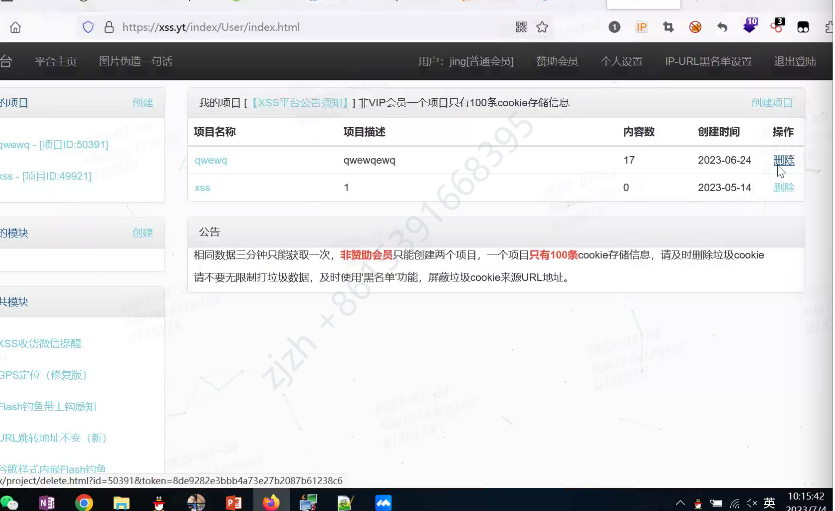 https://xss.yt/index/User/index.html
台 平台主页 图片伪造一句话 用户：jing[普通会员] 赞助会员 个人设置 IP-URL黑名单设置 退出登陆
的项目 创建
qwewq - [项目ID:50391]
xss - [项目ID:49921]
的模块 创建
共模块
XSS收货微信提醒
GPS定位（修复版）
Flash钓鱼带上钩感知
URL跳转地址不变（新）
谷歌样式内嵌Flash钓鱼
我的项目 [【XSS平台公告须知】] 非VIP会员一个项目只有100条cookie存储信息 创建项目
项目名称 项目描述 内容数 创建时间 操作
qwewq qwewqewq 17 2023-06-24 删除
xss 1 0 2023-05-14 删除
公告
相同数据三分钟只能获取一次，非赞助会员只能创建两个项目，一个项目只有100条cookie存储信息，请及时删除垃圾cookie
请不要无限制打垃圾数据，及时使用'黑名单'功能，屏蔽垃圾cookie来源URL地址。
zjzh +8615391668395
x/project/delete.html?id=50391&token=8de9282e3bbb4a73e27b2087b61238c6
英 10:15:42
2023/7/4